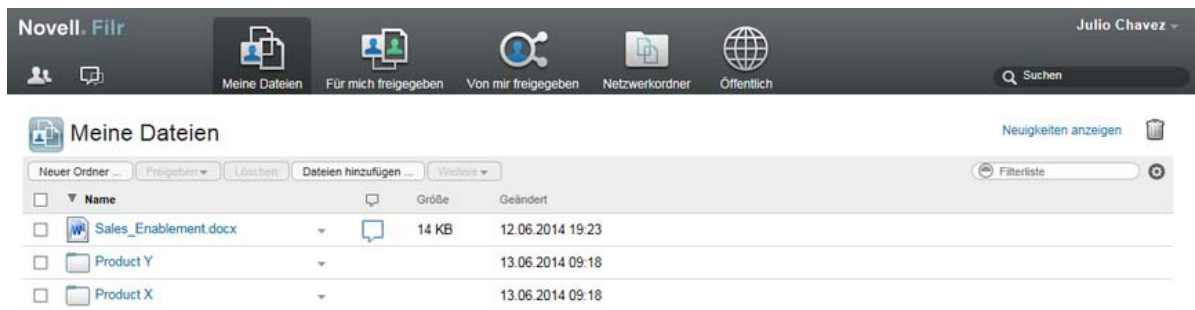 Novell. Filr
Julio Chavez
Meine Dateien
Für mich freigegeben
Von mir freigegeben
Netzwerkordner
Öffentlich
Suchen
Meine Dateien
Neuigkeiten anzeigen
Neuer Ordner ... Freigeben Löschen Dateien hinzufügen ... Weitere Filterliste
Name Größe Geändert
Sales_Enablement.docx 14 KB 12.06.2014 19:23
Product Y 13.06.2014 09:18
Product X 13.06.2014 09:18